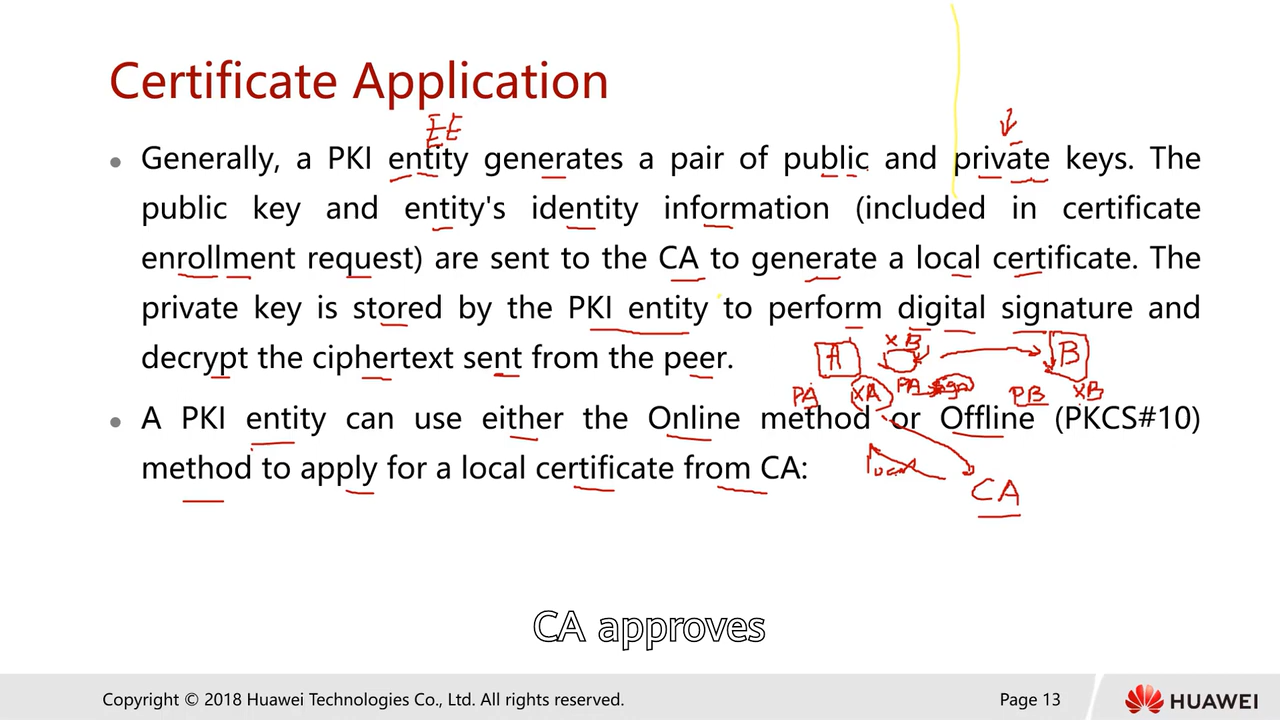 Certificate Application
EE
Generally, a PKI entity generates a pair of public and private keys. The
public key and entity's identity information (included in certificate
enrollment request) are sent to the CA to generate a local certificate. The
private key is stored by the PKI entity to perform digital signature and
decrypt the ciphertext sent from the peer.
A XB B
PA XA PA sign PB XB
A PKI entity can use either the Online method or Offline (PKCS#10)
method to apply for a local certificate from CA:
local
CA
CA approves
Copyright © 2018 Huawei Technologies Co., Ltd. All rights reserved.
Page 13
HUAWEI